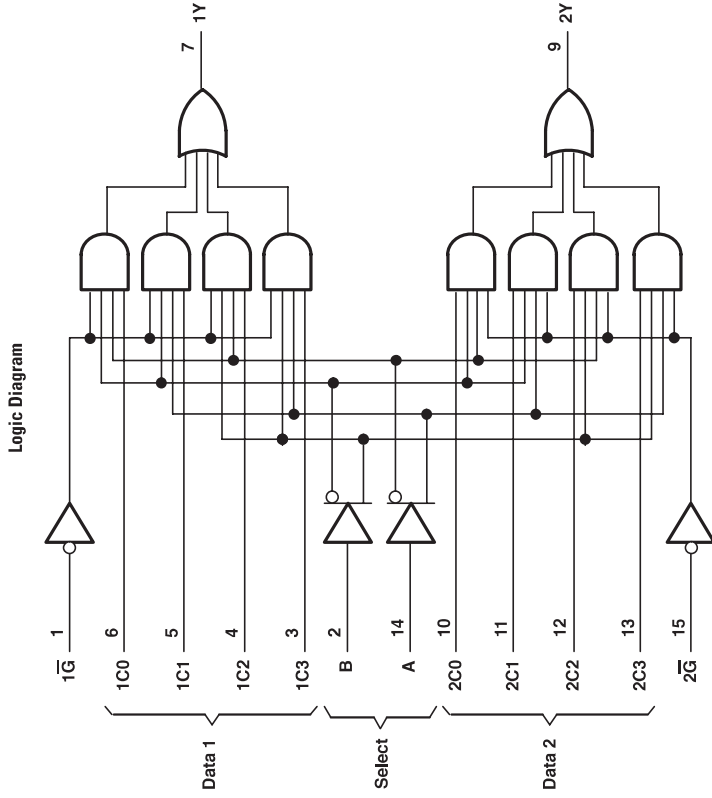 Logic Diagram
1G 1
1C0 6
1C1 5
1C2 4
1C3 3
B 2
A 14
2C0 10
2C1 11
2C2 12
2C3 13
2G 15
Data 1
Select
Data 2
7 1Y
9 2Y